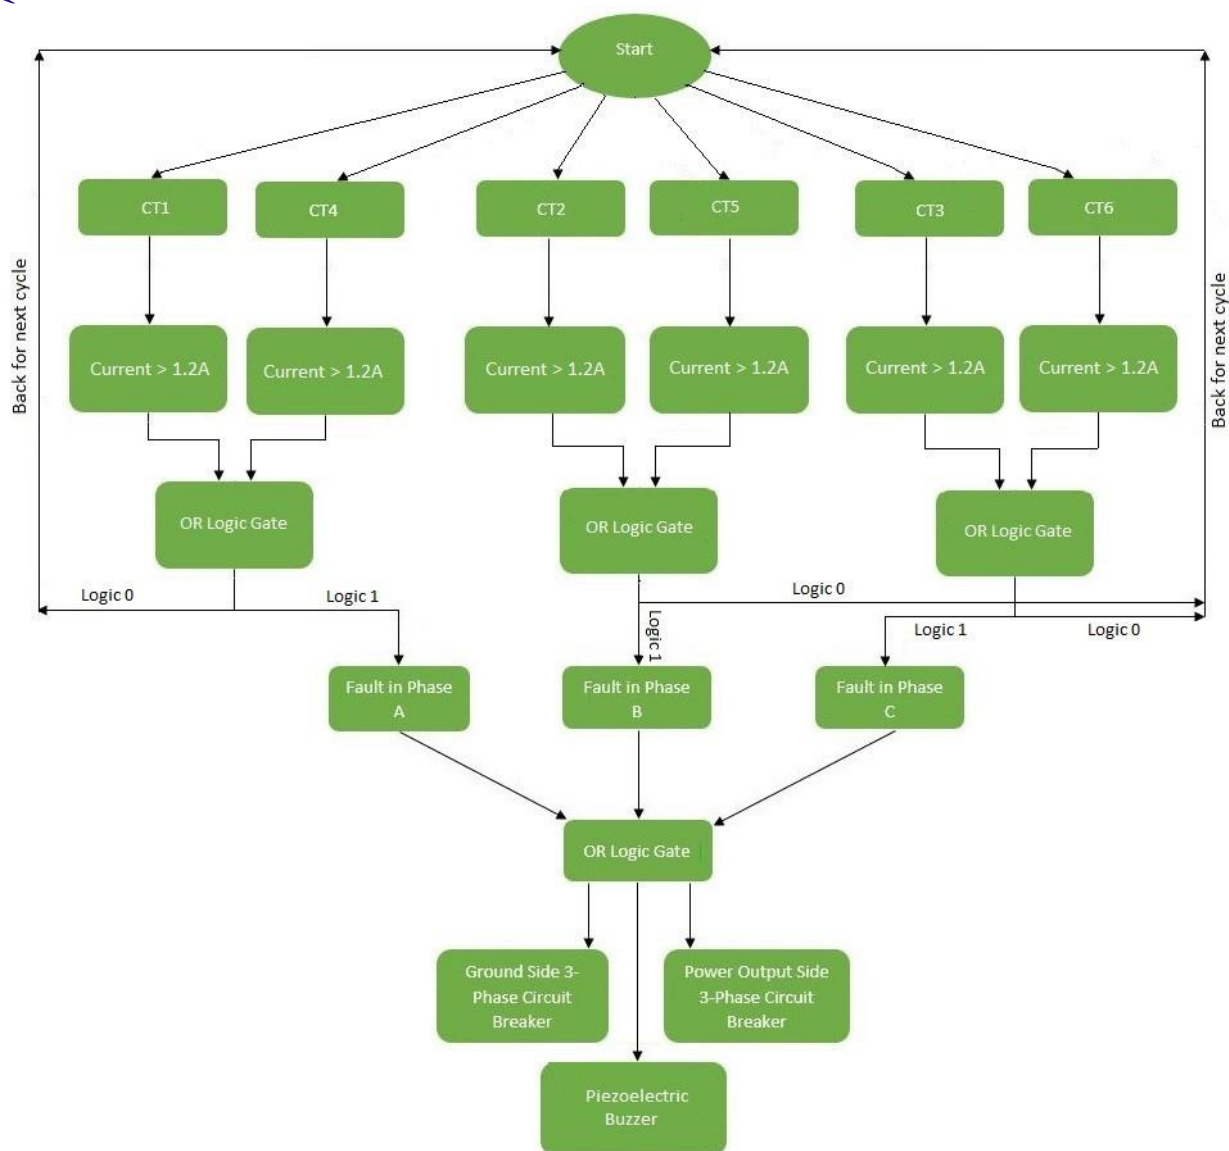 Start
CT1
CT4
CT2
CT5
CT3
CT6
Back for next cycle
Back for next cycle
Current > 1.2A
Current > 1.2A
Current > 1.2A
Current > 1.2A
Current > 1.2A
Current > 1.2A
OR Logic Gate
OR Logic Gate
OR Logic Gate
Logic 0
Logic 1
Logic 0
Logic 1
Logic 1
Logic 0
Fault in Phase
A
Fault in Phase
B
Fault in Phase
C
OR Logic Gate
Ground Side 3-
Phase Circuit
Breaker
Power Output Side
3-Phase Circuit
Breaker
Piezoelectric
Buzzer